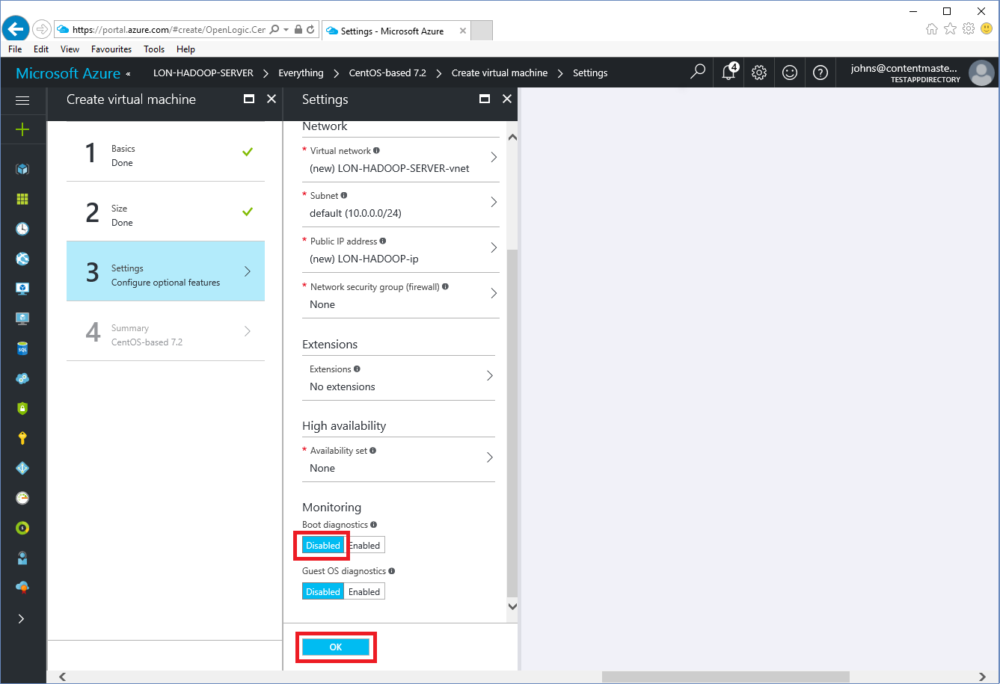 https://portal.azure.com/#create/OpenLogic.Cer
Settings - Microsoft Azure
File Edit View Favourites Tools Help
Microsoft Azure «
LON-HADOOP-SERVER > Everything > CentOS-based 7.2 > Create virtual machine > Settings
4
johns@contentmaste...
TESTAPPDIRECTORY
Create virtual machine
1
Basics
Done
2
Size
Done
3
Settings
Configure optional features
4
Summary
CentOS-based 7.2
SQL
Settings
Network
* Virtual network
(new) LON-HADOOP-SERVER-vnet
* Subnet
default (10.0.0.0/24)
* Public IP address
(new) LON-HADOOP-ip
* Network security group (firewall)
None
Extensions
Extensions
No extensions
High availability
* Availability set
None
Monitoring
Boot diagnostics
Disabled Enabled
Guest OS diagnostics
Disabled Enabled
OK